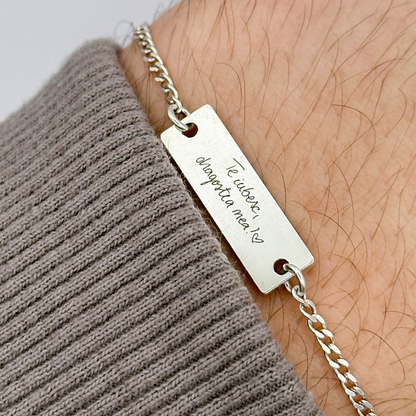 Te iubesc,
dragostea mea! ♡